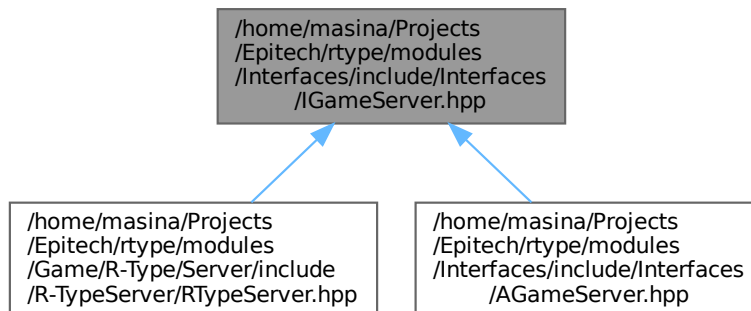 /home/masina/Projects
/Epitech/rtype/modules
/Interfaces/include/Interfaces
/IGameServer.hpp
/home/masina/Projects
/Epitech/rtype/modules
/Game/R-Type/Server/include
/R-TypeServer/RTypeServer.hpp
/home/masina/Projects
/Epitech/rtype/modules
/Interfaces/include/Interfaces
/AGameServer.hpp